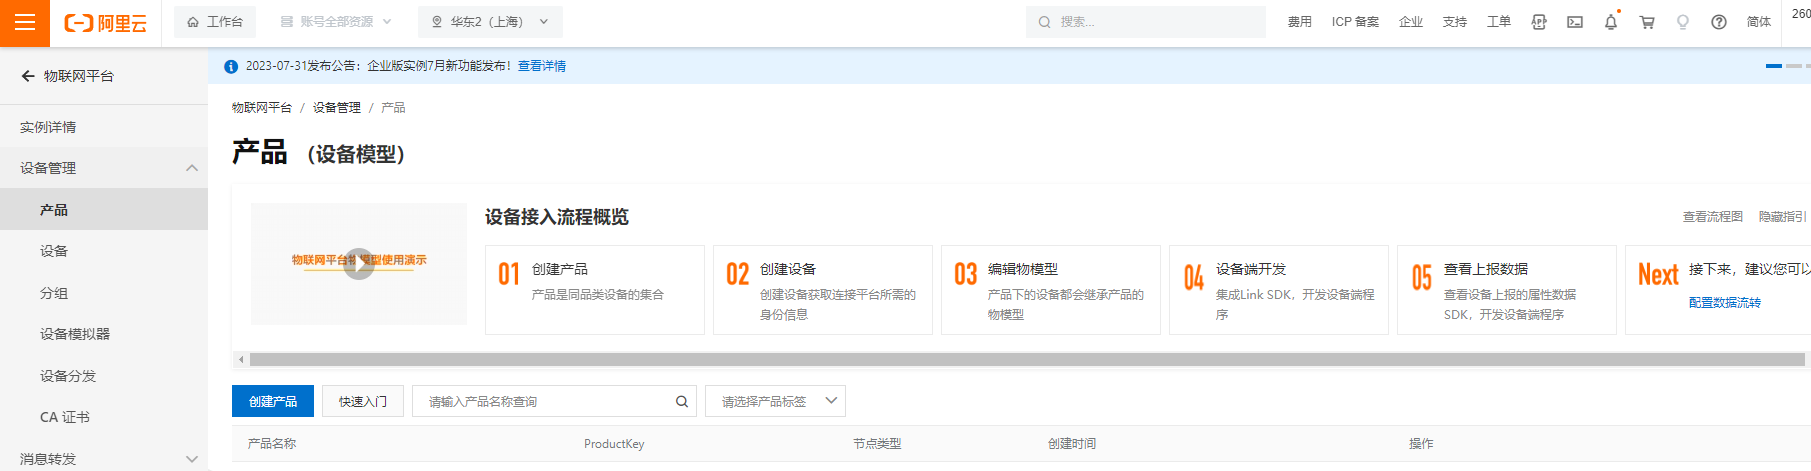 阿里云 工作台 账号全部资源 华东2（上海） 搜索... 费用 ICP 备案 企业 支持 工单 简体 260
物联网平台
2023-07-31发布公告：企业版实例7月新功能发布！查看详情
物联网平台 / 设备管理 / 产品
实例详情
设备管理
产品
设备
分组
设备模拟器
设备分发
CA 证书
消息转发
产品 （设备模型）
物联网平台物模型使用演示
设备接入流程概览
查看流程图 隐藏指引
01 创建产品
产品是同品类设备的集合
02 创建设备
创建设备获取连接平台所需的
身份信息
03 编辑物模型
产品下的设备都会继承产品的
物模型
04 设备端开发
集成Link SDK，开发设备端程
序
05 查看上报数据
查看设备上报的属性数据
SDK，开发设备端程序
Next 接下来，建议您可以
配置数据流转
创建产品 快速入门 请输入产品名称查询 请选择产品标签
产品名称 ProductKey 节点类型 创建时间 操作